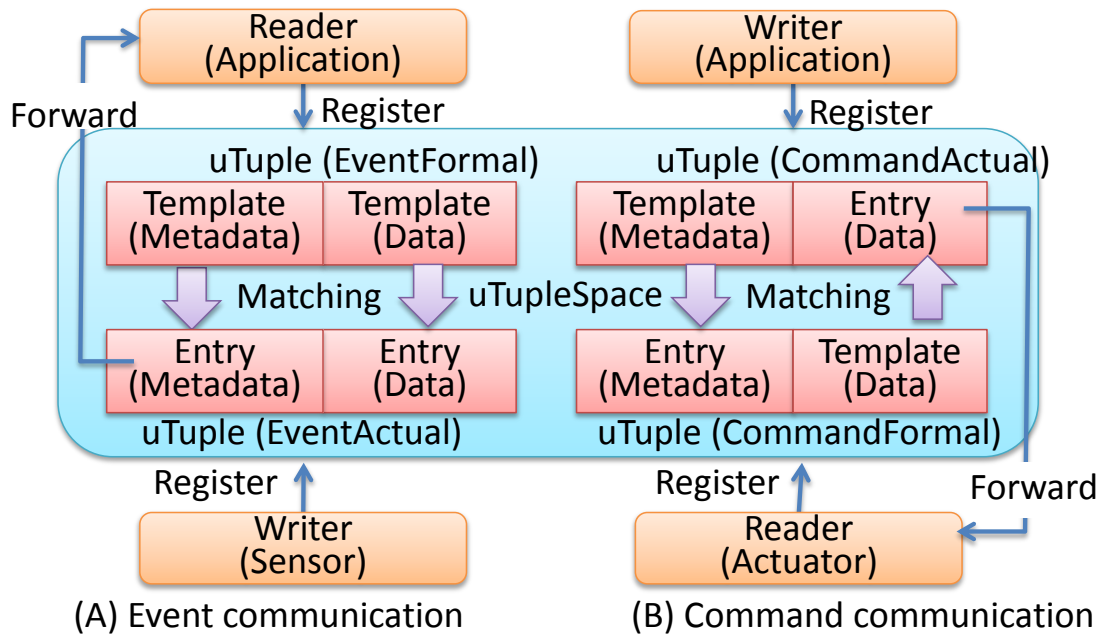 Reader
(Application)
Writer
(Application)
Forward
Register
Register
uTuple (EventFormal)
uTuple (CommandActual)
Template
(Metadata)
Template
(Data)
Template
(Metadata)
Entry
(Data)
Matching
uTupleSpace
Matching
Entry
(Metadata)
Entry
(Data)
Entry
(Metadata)
Template
(Data)
uTuple (EventActual)
uTuple (CommandFormal)
Register
Register
Forward
Writer
(Sensor)
Reader
(Actuator)
(A) Event communication
(B) Command communication